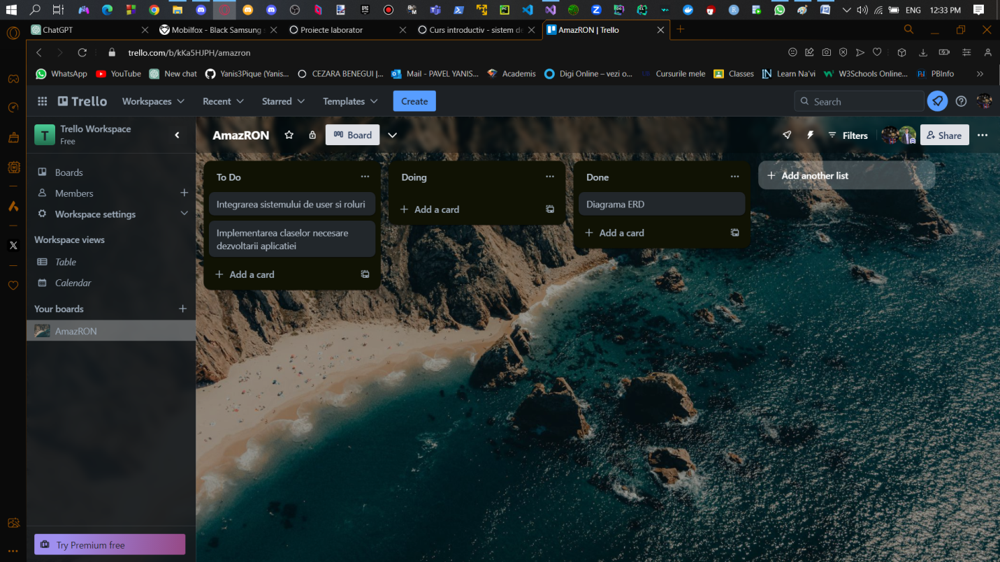 ENG
12:33 PM
ChatGPT
Mobilfox - Black Samsung
Proiecte laborator
Curs introductiv - sistem de
AmazRON | Trello
trello.com/b/kKa5HJPH/amazron
WhatsApp
YouTube
New chat
Yanis3Pique (Yanis...
CEZARA BENEGUI |...
Mail - PAVEL YANIS...
Academis
Digi Online – vezi o...
Cursurile mele
Classes
Learn Na'vi
W3Schools Online...
PBInfo
Trello
Workspaces
Recent
Starred
Templates
Create
Search
T
Trello Workspace
Free
Boards
Members
Workspace settings
Workspace views
Table
Calendar
Your boards
AmazRON
Try Premium free
AmazRON
Board
Filters
Share
To Do
Integrarea sistemului de user si roluri
Implementarea claselor necesare
dezvoltarii aplicatiei
Add a card
Doing
Add a card
Done
Diagrama ERD
Add a card
Add another list